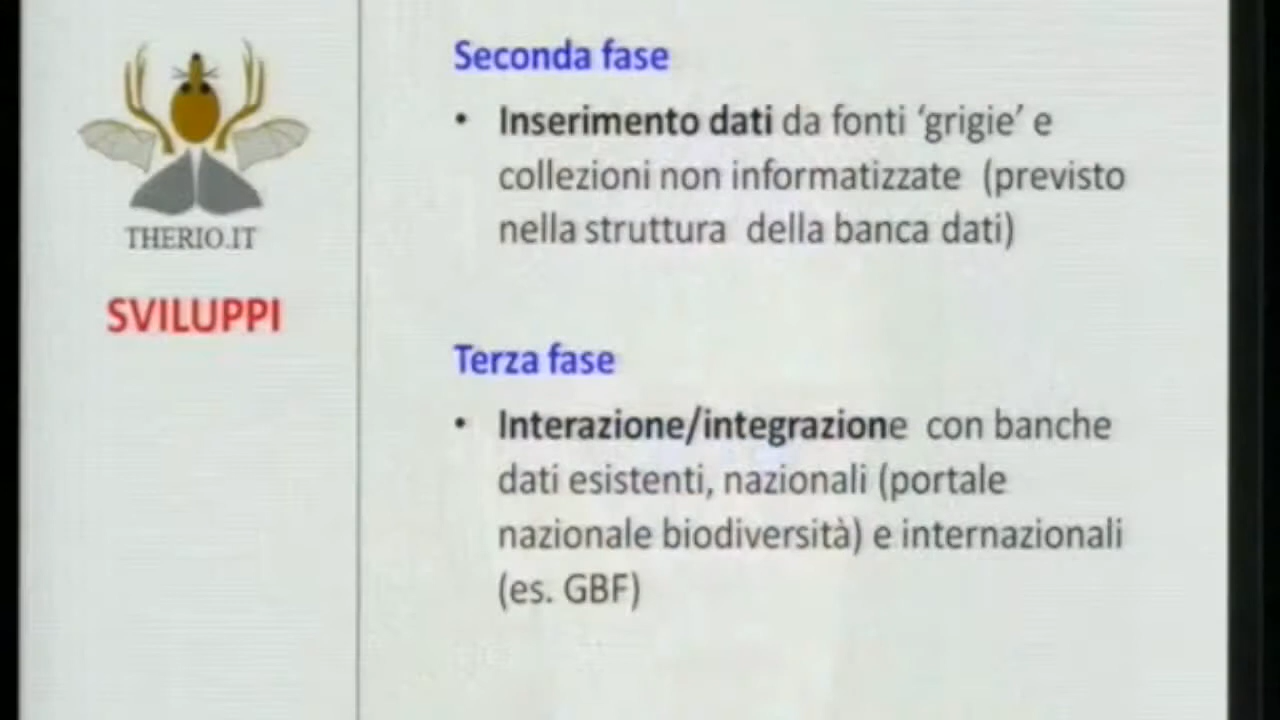 THERIO.IT
SVILUPPI
Seconda fase
• Inserimento dati da fonti ‘grigie’ e
collezioni non informatizzate (previsto
nella struttura della banca dati)
Terza fase
• Interazione/integrazione con banche
dati esistenti, nazionali (portale
nazionale biodiversità) e internazionali
(es. GBF)